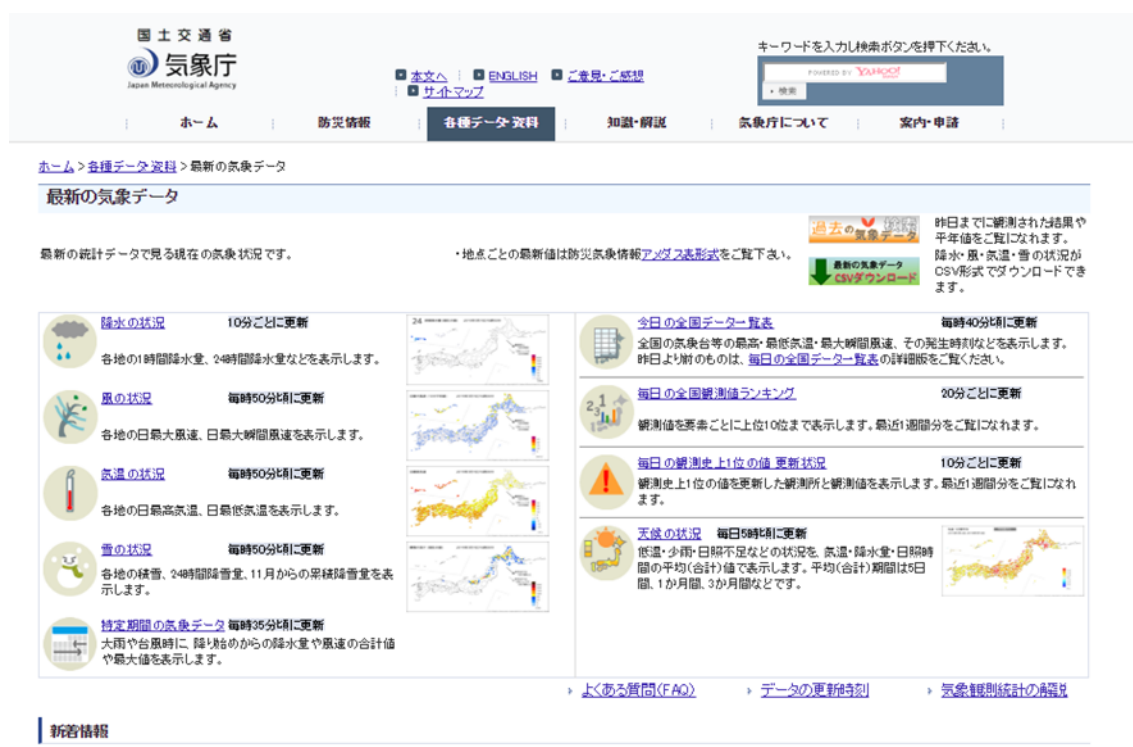 国土交通省
気象庁
Japan Meteorological Agency
本文へ ENGLISH ご意見・ご感想
サイトマップ
キーワードを入力し検索ボタンを押下ください。
POWERED BY YAHOO! JAPAN
検索
ホーム 防災情報 各種データ・資料 知識・解説 気象庁について 案内・申請
ホーム > 各種データ・資料 > 最新の気象データ
最新の気象データ
最新の統計データで見る現在の気象状況です。
・地点ごとの最新値は防災気象情報アメダス表形式をご覧下さい。
過去の気象データ
最新の気象データ
CSVダウンロード
昨日までに観測された結果や
平年値をご覧になれます。
降水・風・気温・雪の状況が
CSV形式でダウンロードでき
ます。
降水の状況 10分ごとに更新
各地の1時間降水量、24時間降水量などを表示します。
風の状況 毎時50分頃に更新
各地の日最大風速、日最大瞬間風速を表示します。
気温の状況 毎時50分頃に更新
各地の日最高気温、日最低気温を表示します。
雪の状況 毎時50分頃に更新
各地の積雪、24時間降雪量、11月からの累積降雪量を表
示します。
特定期間の気象データ 毎時35分頃に更新
大雨や台風時に、降り始めからの降水量や風速の合計値
や最大値を表示します。
今日の全国データ一覧表 毎時40分頃に更新
全国の気象台等の最高・最低気温・最大瞬間風速、その発生時刻などを表示します。
昨日より前のものは、毎日の全国データ一覧表の詳細版をご覧ください。
毎日の全国観測値ランキング 20分ごとに更新
観測値を要素ごとに上位10位まで表示します。最近1週間分をご覧になれます。
毎日の観測史上1位の値 更新状況 10分ごとに更新
観測史上1位の値を更新した観測所と観測値を表示します。最近1週間分をご覧になれ
ます。
天候の状況 毎日5時頃に更新
低温・少雨・日照不足などの状況を、気温・降水量・日照時
間の平均(合計)値で表示します。平均(合計)期間は5日
間、1か月間、3か月間などです。
よくある質問(FAQ) データの更新時刻 気象観測統計の解説
新着情報